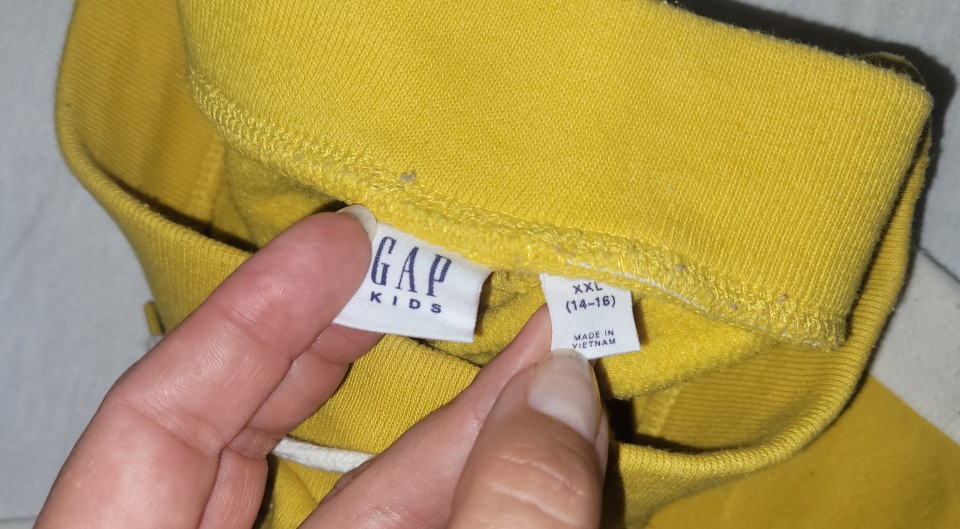 GAP
KIDS
XXL
(14-16)
MADE IN
VIETNAM